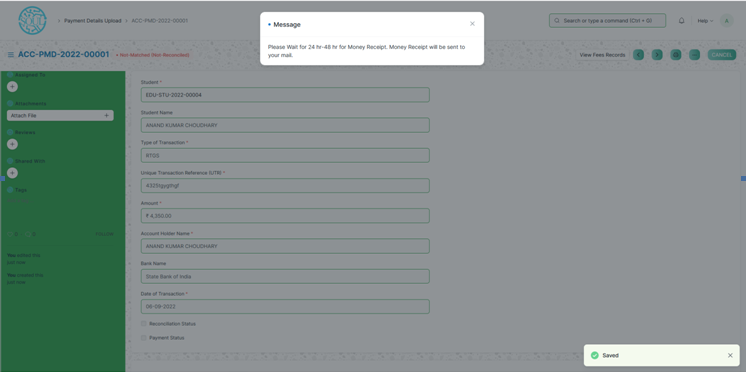 Payment Details Upload > ACC-PMD-2022-00001
Search or type a command (Ctrl + G)
Help
A
Message
Please Wait for 24 hr-48 hr for Money Receipt. Money Receipt will be sent to
your mail.
ACC-PMD-2022-00001
Not Matched (Not Reconciled)
View Fees Records
CANCEL
Assigned To
Attachments
Attach File
Reviews
Shared With
Tags
FOLLOW
You edited this
just now
You created this
just now
Student *
EDU-STU-2022-00004
Student Name
ANAND KUMAR CHOUDHARY
Type of Transaction *
RTGS
Unique Transaction Reference (UTR) *
Amount *
₹ 4,350.00
Account Holder Name *
ANAND KUMAR CHOUDHARY
Bank Name
State Bank of India
Date of Transaction *
Reconciliation Status
Payment Status
Saved